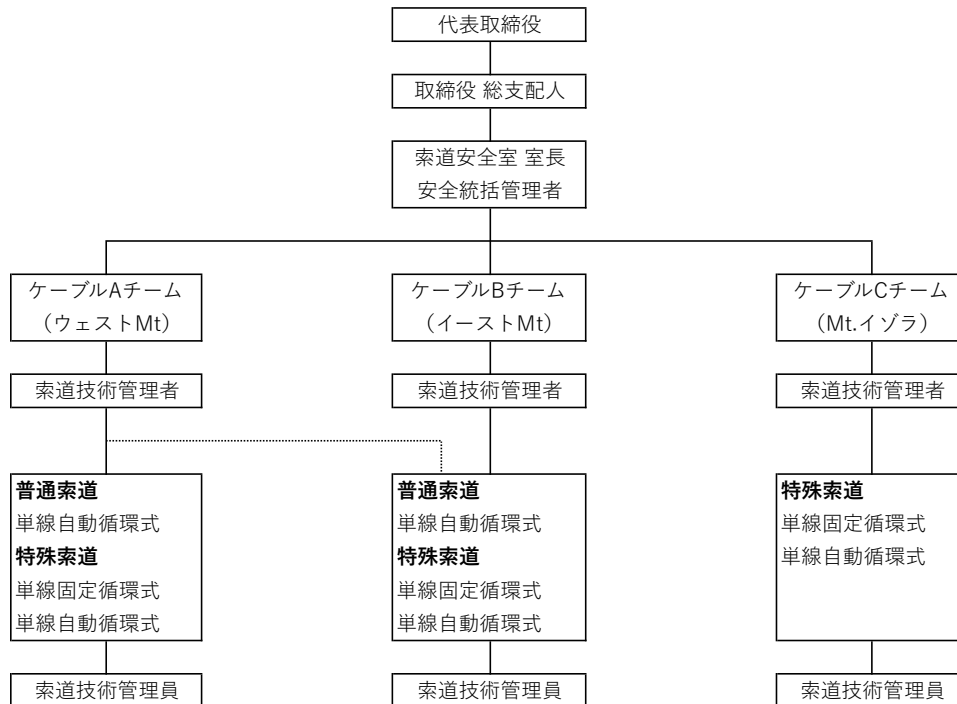 代表取締役
取締役 総支配人
索道安全室 室長
安全統括管理者
ケーブルAチーム
（ウェストMt）
ケーブルBチーム
（イーストMt）
ケーブルCチーム
（Mt.イゾラ）
索道技術管理者
索道技術管理者
索道技術管理者
普通索道
単線自動循環式
特殊索道
単線固定循環式
単線自動循環式
普通索道
単線自動循環式
特殊索道
単線固定循環式
単線自動循環式
特殊索道
単線固定循環式
単線自動循環式
索道技術管理員
索道技術管理員
索道技術管理員